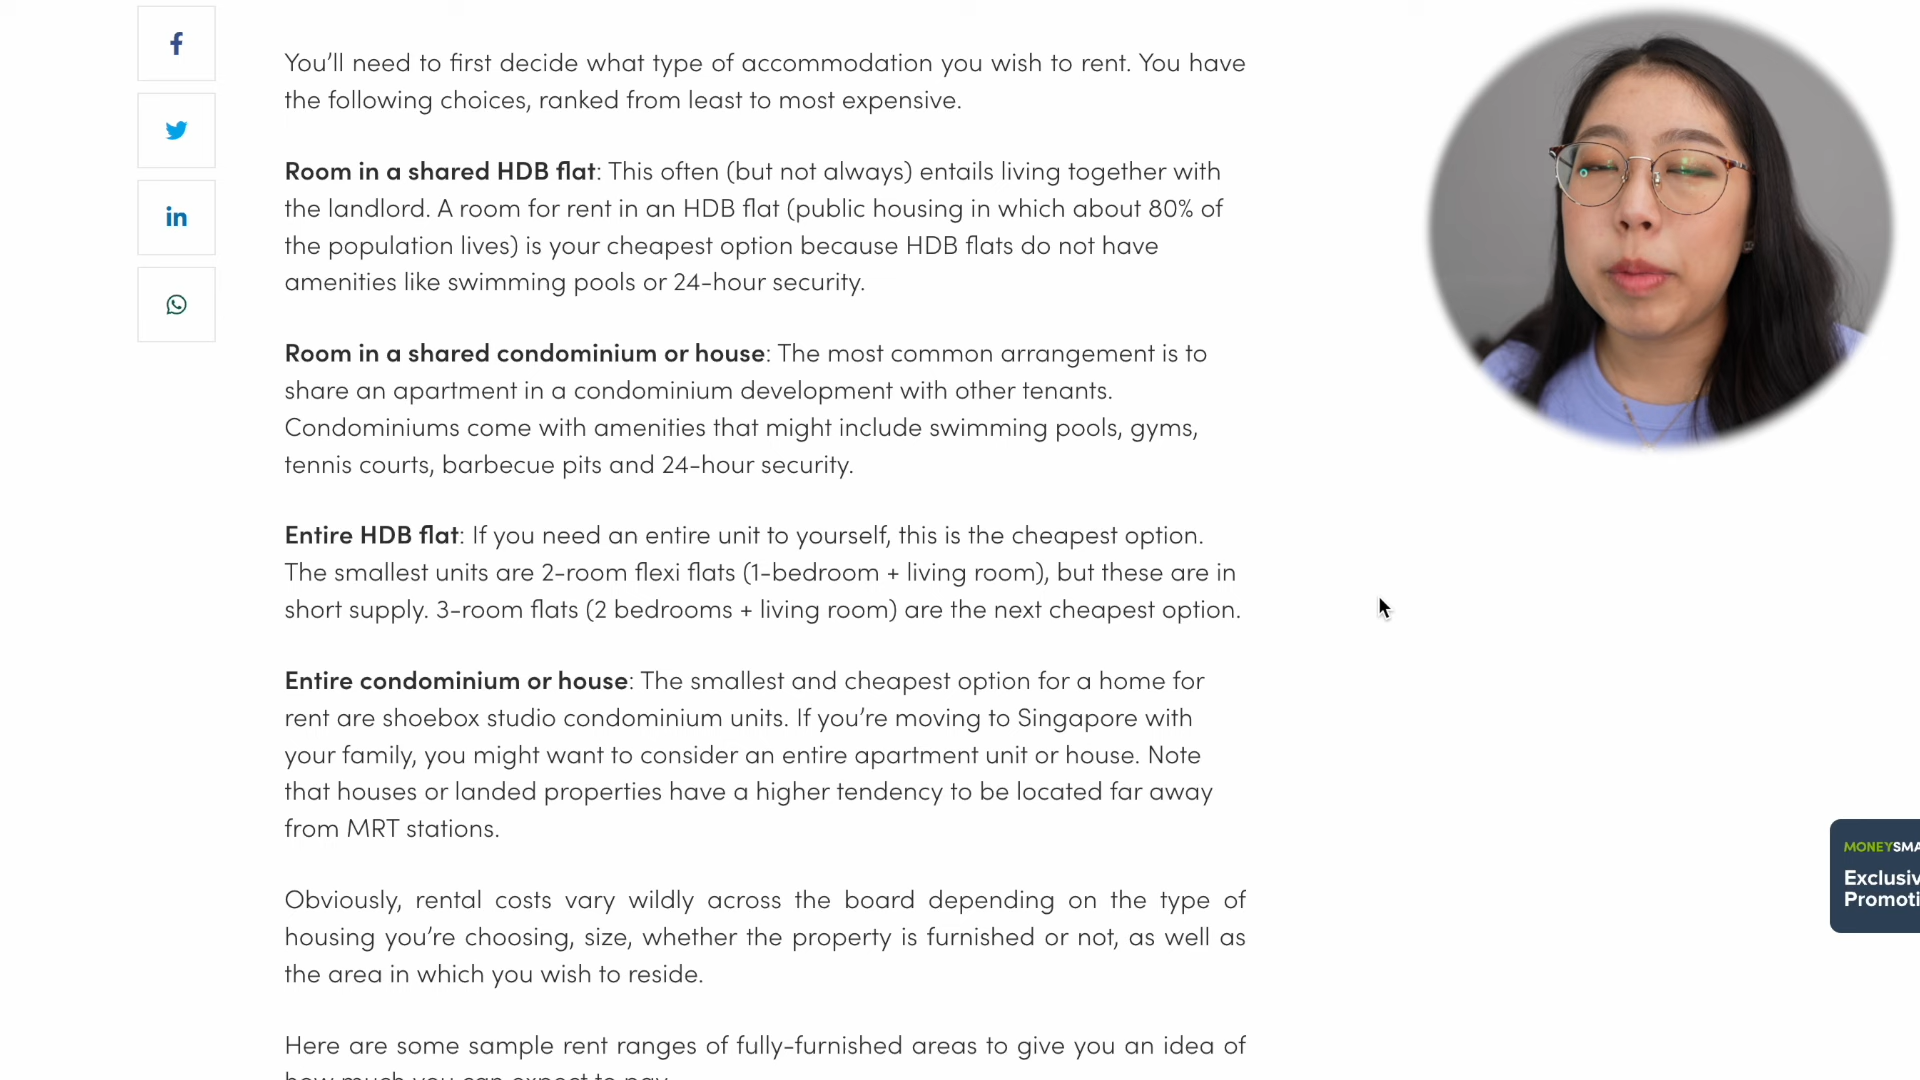 You'll need to first decide what type of accommodation you wish to rent. You have
the following choices, ranked from least to most expensive.
Room in a shared HDB flat: This often (but not always) entails living together with
the landlord. A room for rent in an HDB flat (public housing in which about 80% of
the population lives) is your cheapest option because HDB flats do not have
amenities like swimming pools or 24-hour security.
Room in a shared condominium or house: The most common arrangement is to
share an apartment in a condominium development with other tenants.
Condominiums come with amenities that might include swimming pools, gyms,
tennis courts, barbecue pits and 24-hour security.
Entire HDB flat: If you need an entire unit to yourself, this is the cheapest option.
The smallest units are 2-room flexi flats (1-bedroom + living room), but these are in
short supply. 3-room flats (2 bedrooms + living room) are the next cheapest option.
Entire condominium or house: The smallest and cheapest option for a home for
rent are shoebox studio condominium units. If you're moving to Singapore with
your family, you might want to consider an entire apartment unit or house. Note
that houses or landed properties have a higher tendency to be located far away
from MRT stations.
MONEYSMA
Exclusiv
Promoti
Obviously, rental costs vary wildly across the board depending on the type of
housing you're choosing, size, whether the property is furnished or not, as well as
the area in which you wish to reside.
Here are some sample rent ranges of fully-furnished areas to give you an idea of
how much you can expect to pay